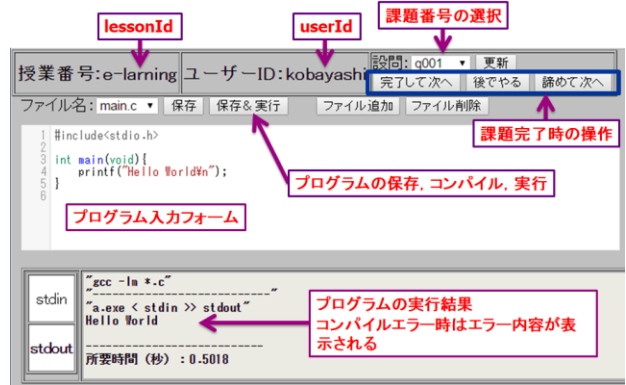 lessonId
userId
課題番号の選択
授業番号:e-larning ユーザーID:kobayashi
設問: q001 更新
完了して次へ 後でやる 諦めて次へ
ファイル名: main.c 保存 保存&実行 ファイル追加 ファイル削除
課題完了時の操作
1 #include<stdio.h>
2
3 int main(void){
4 printf("Hello World¥n");
5 }
6
プログラムの保存, コンパイル, 実行
プログラム入力フォーム
stdin
stdout
"gcc -lm *.c"
"--------------------------"
"a.exe < stdin >> stdout"
Hello World
--------------------------
所要時間 (秒) : 0.5018
プログラムの実行結果
コンパイルエラー時はエラー内容が表
示される